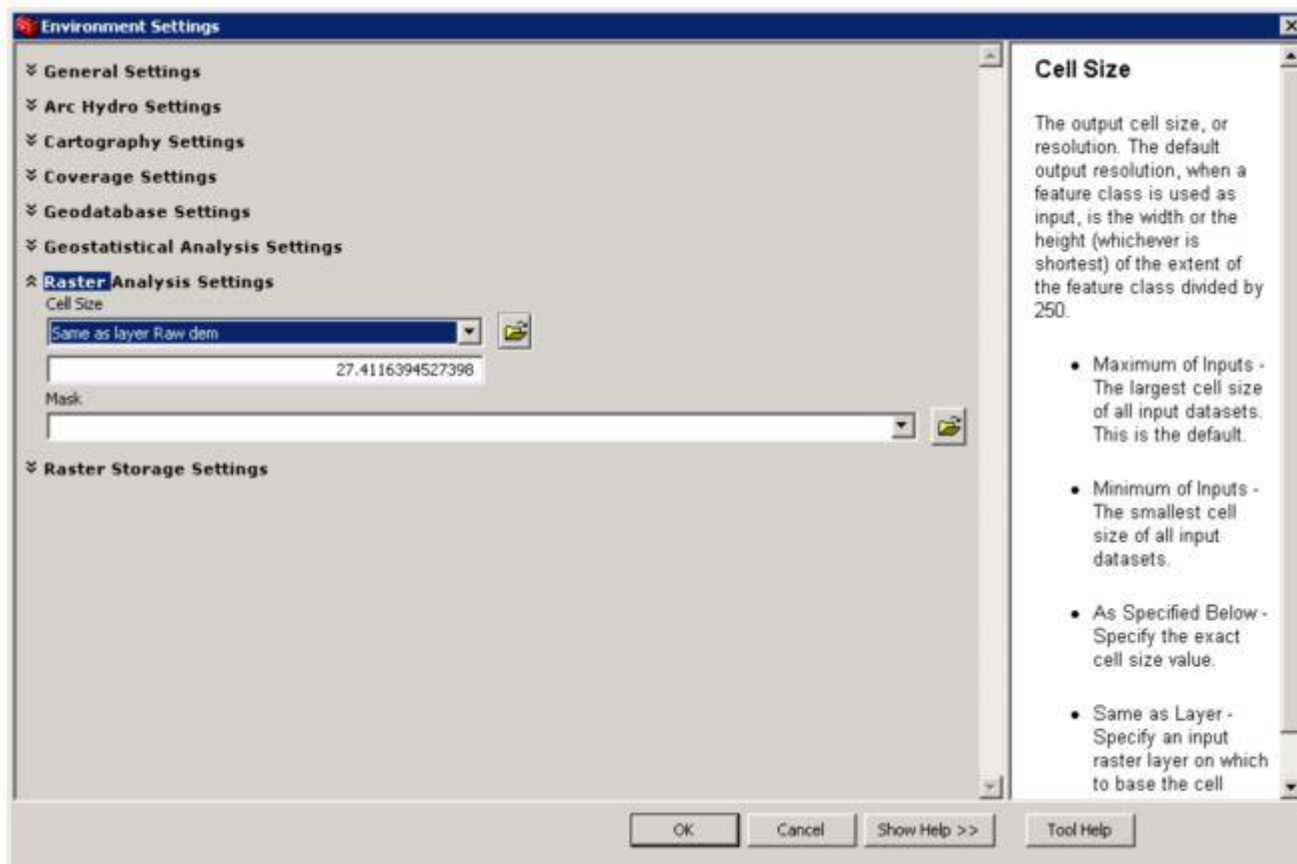 Environment Settings
General Settings
Arc Hydro Settings
Cartography Settings
Coverage Settings
Geodatabase Settings
Geostatistical Analysis Settings
Raster Analysis Settings
Cell Size
Same as layer Raw dem
27.4116394527398
Mask
Raster Storage Settings
Cell Size
The output cell size, or
resolution. The default
output resolution, when a
feature class is used as
input, is the width or the
height (whichever is
shortest) of the extent of
the feature class divided by
250.
• Maximum of Inputs -
The largest cell size
of all input datasets.
This is the default.
• Minimum of Inputs -
The smallest cell
size of all input
datasets.
• As Specified Below -
Specify the exact
cell size value.
• Same as Layer -
Specify an input
raster layer on which
to base the cell
OK
Cancel
Show Help >>
Tool Help